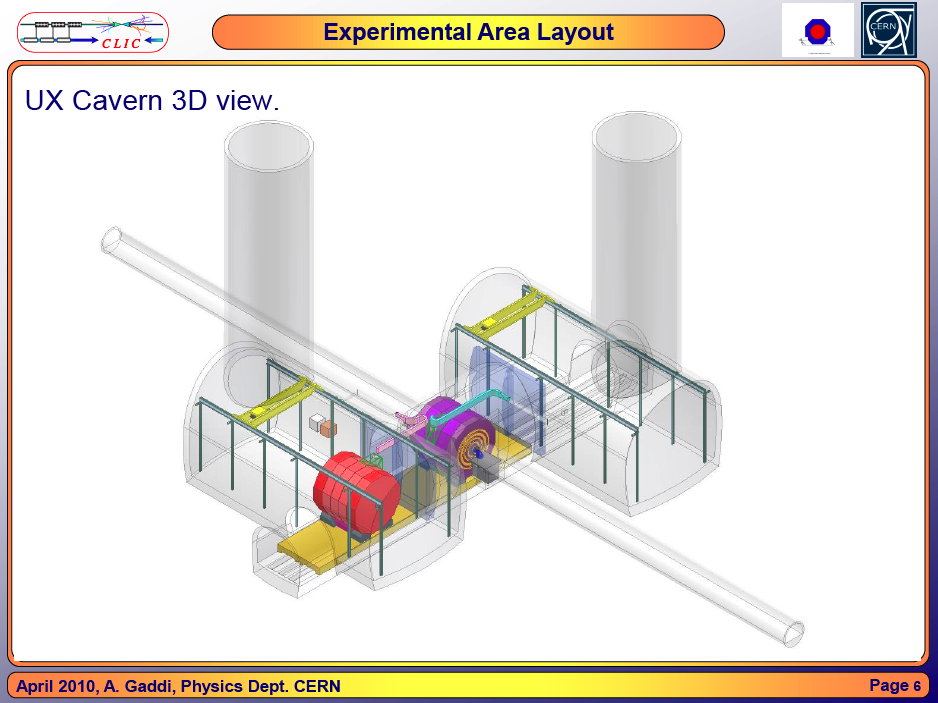 CLIC
Experimental Area Layout
CERN
UX Cavern 3D view.
April 2010, A. Gaddi, Physics Dept. CERN
Page 6